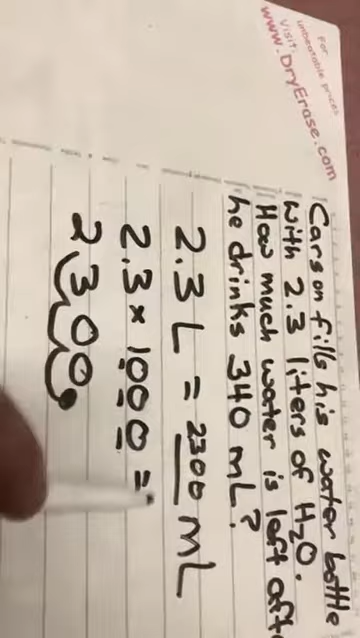 For
unbeatable prices
Visit:
www.DryErase.com
Carson fills his water bottle
with 2.3 liters of H₂O.
How much water is left aft
he drinks 340 mL?
2.3 L = 2300 mL
2.3 x 1000 =
2300.